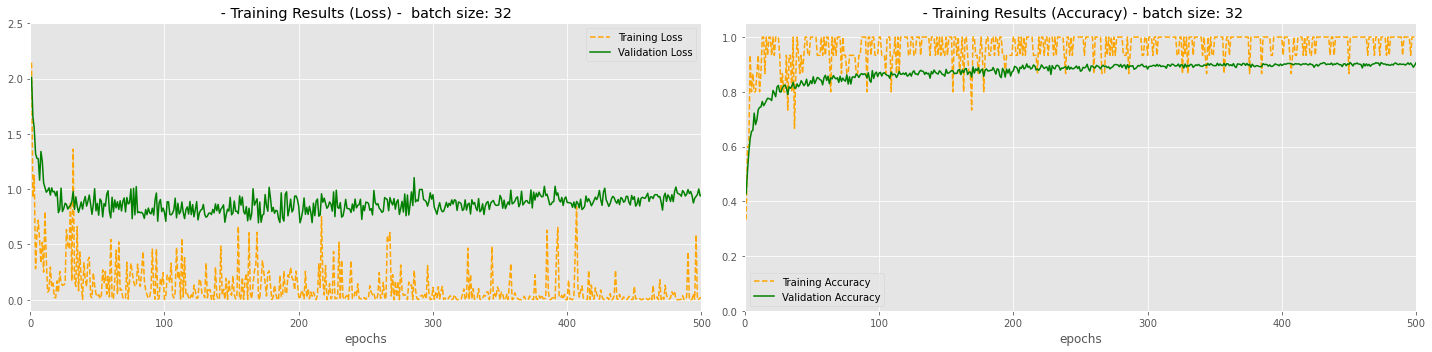 - Training Results (Loss) -  batch size: 32
2.5
2.0
1.5
1.0
0.5
0.0
Training Loss
Validation Loss
0 100 200 300 400 500
epochs
- Training Results (Accuracy) - batch size: 32
1.0
0.8
0.6
0.4
0.2
0.0
Training Accuracy
Validation Accuracy
0 100 200 300 400 500
epochs